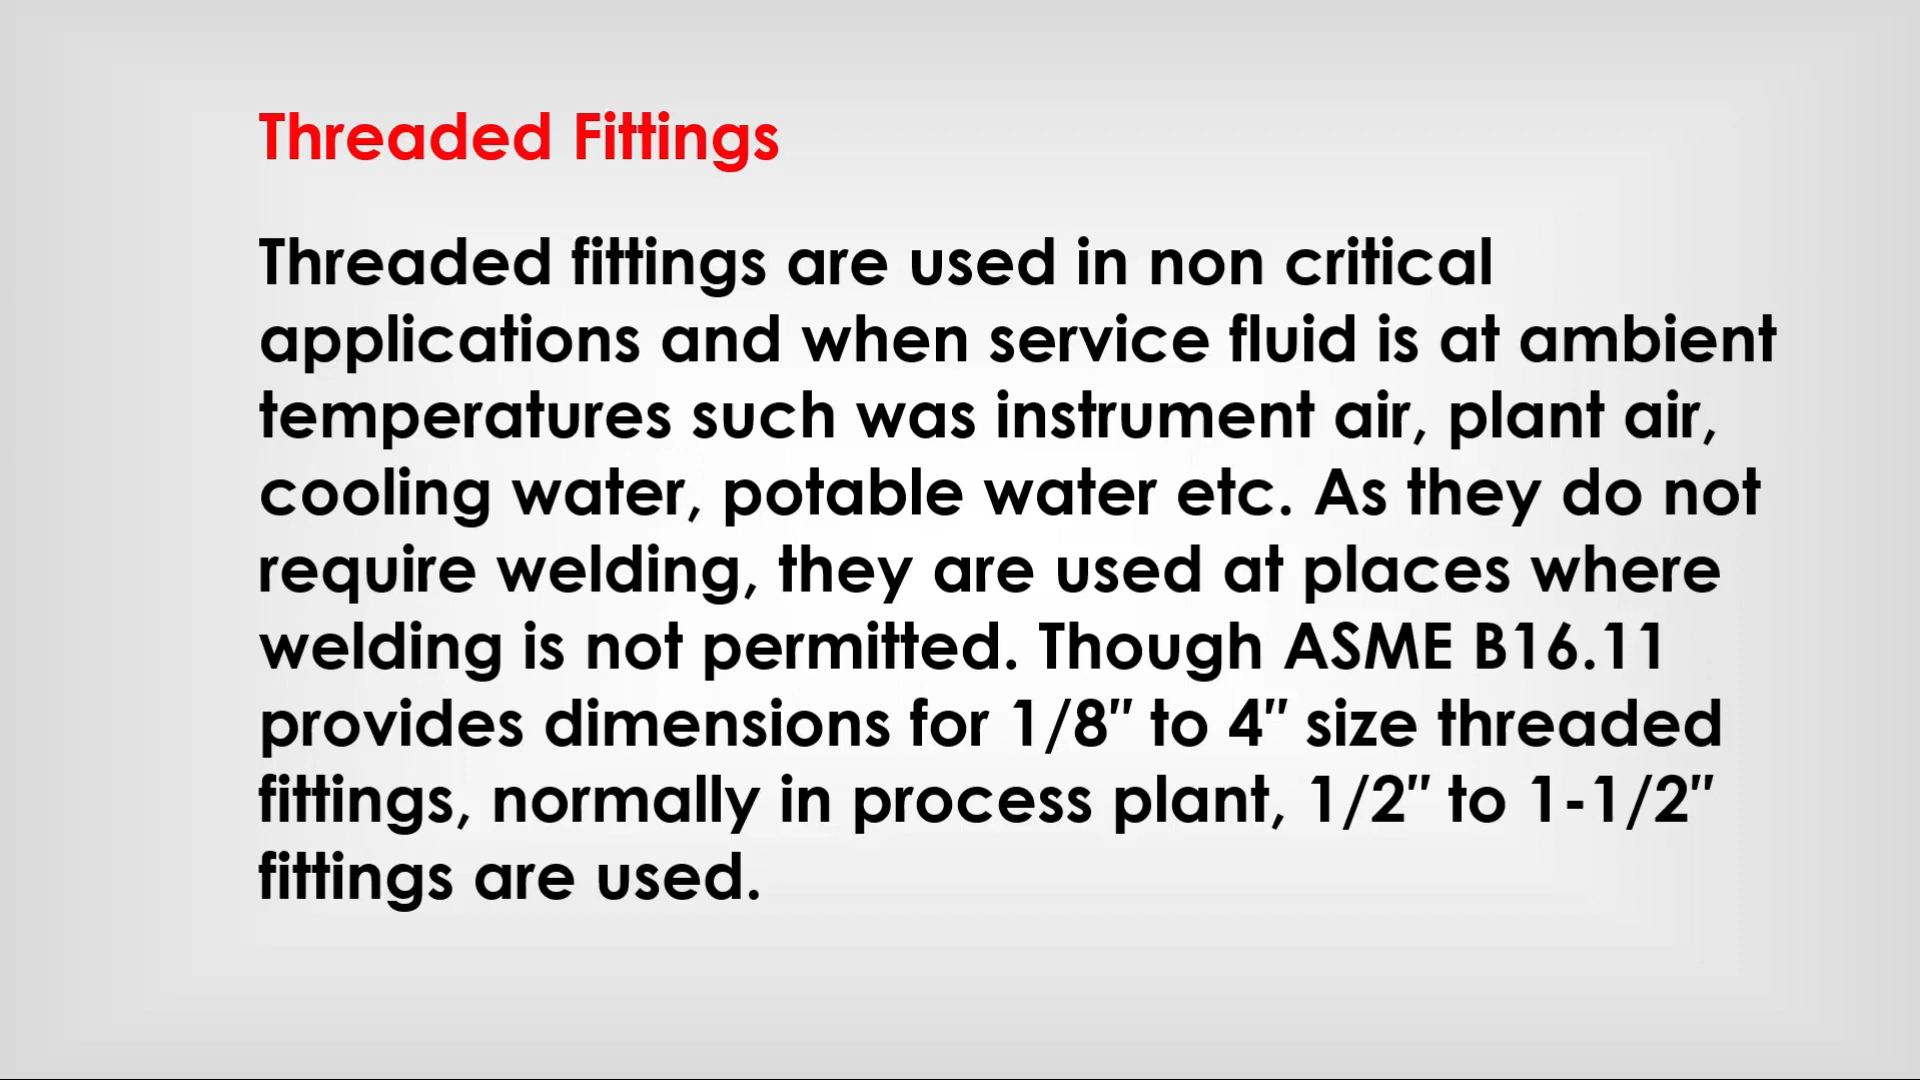 Threaded Fittings
Threaded fittings are used in non critical
applications and when service fluid is at ambient
temperatures such was instrument air, plant air,
cooling water, potable water etc. As they do not
require welding, they are used at places where
welding is not permitted. Though ASME B16.11
provides dimensions for 1/8″ to 4″ size threaded
fittings, normally in process plant, 1/2″ to 1-1/2″
fittings are used.